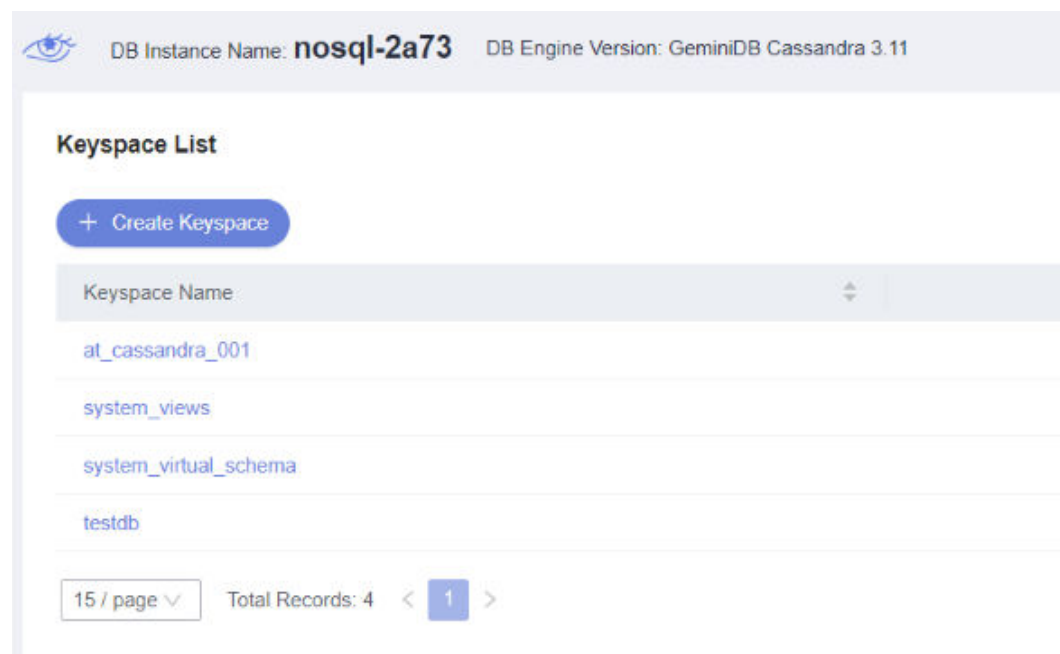 DB Instance Name: nosql-2a73 DB Engine Version: GeminiDB Cassandra 3.11
Keyspace List
+ Create Keyspace
Keyspace Name
at_cassandra_001
system_views
system_virtual_schema
testdb
15 / page Total Records: 4 < 1 >